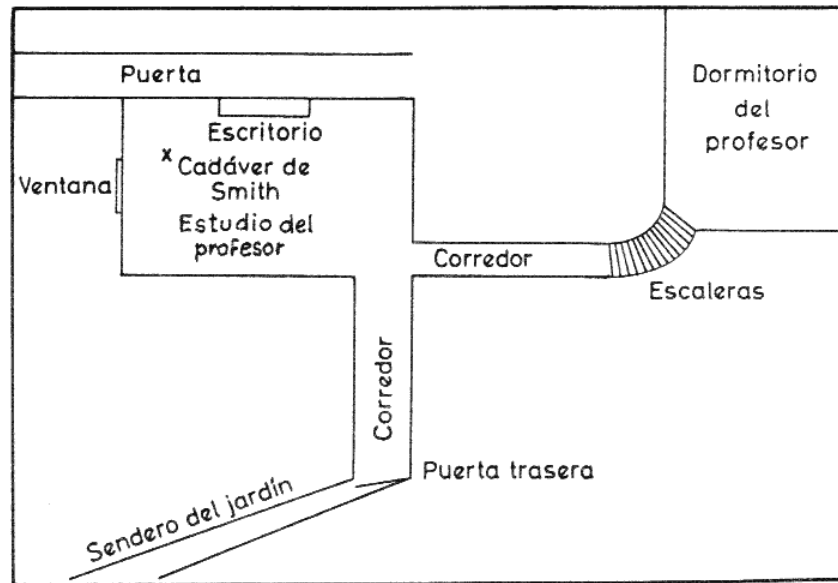 Puerta
Dormitorio
del
profesor
Escritorio
x Cadáver de
Smith
Ventana
Estudio del
profesor
Corredor
Escaleras
Corredor
Puerta trasera
Sendero del jardín